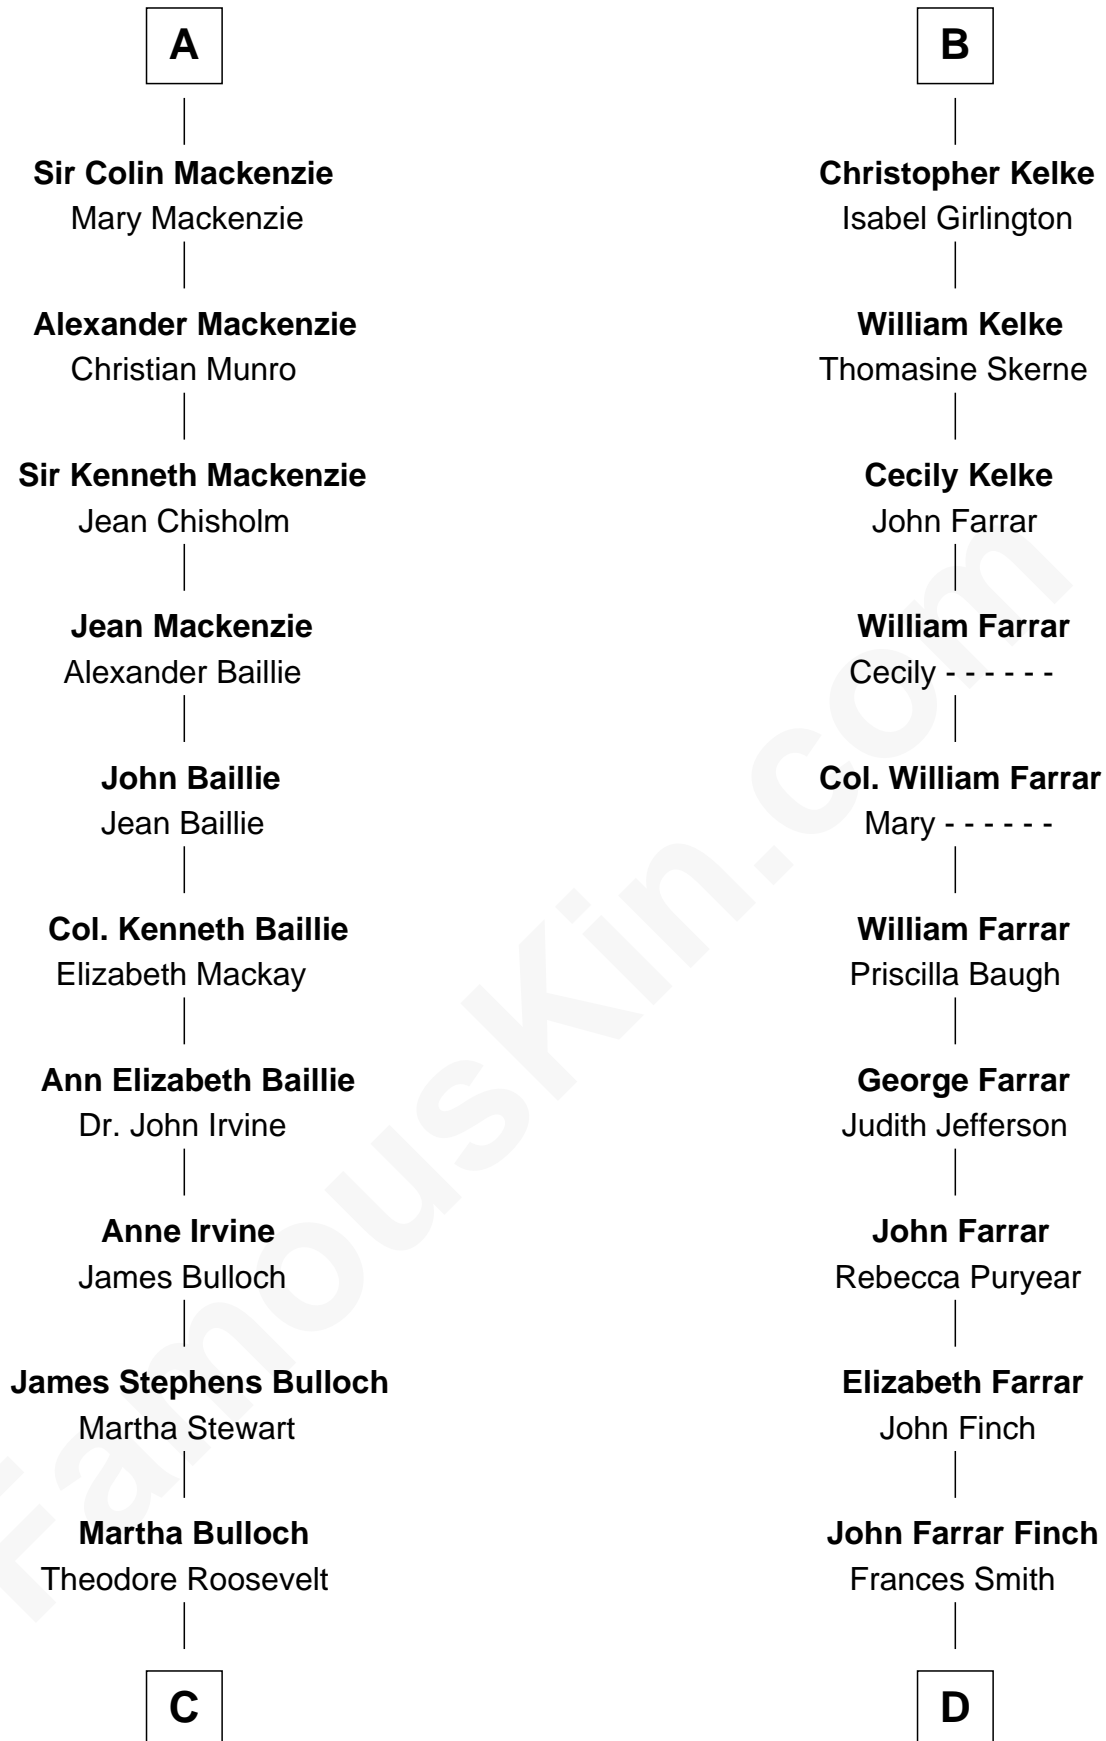 A
Sir Colin Mackenzie
Mary Mackenzie
Alexander Mackenzie
Christian Munro
Sir Kenneth Mackenzie
Jean Chisholm
Jean Mackenzie
Alexander Baillie
John Baillie
Jean Baillie
Col. Kenneth Baillie
Elizabeth Mackay
Ann Elizabeth Baillie
Dr. John Irvine
Anne Irvine
James Bulloch
James Stephens Bulloch
Martha Stewart
Martha Bulloch
Theodore Roosevelt
C
B
Christopher Kelke
Isabel Girlington
William Kelke
Thomasine Skerne
Cecily Kelke
John Farrar
William Farrar
Cecily - - - - - -
Col. William Farrar
Mary - - - - - -
William Farrar
Priscilla Baugh
George Farrar
Judith Jefferson
John Farrar
Rebecca Puryear
Elizabeth Farrar
John Finch
John Farrar Finch
Frances Smith
D
FamousKin.com